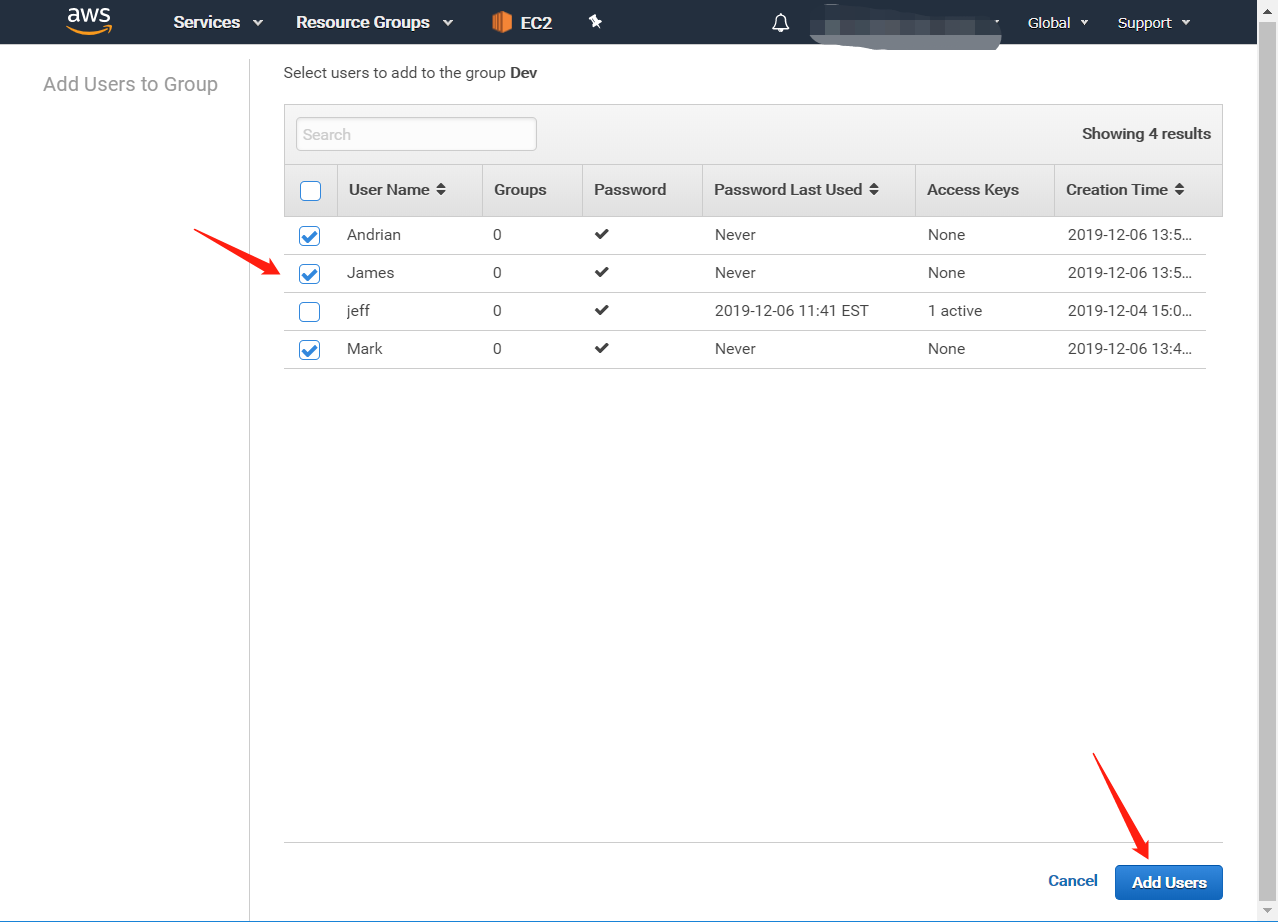 aws Services Resource Groups EC2 Global Support
Add Users to Group
Select users to add to the group Dev
Search Showing 4 results
User Name Groups Password Password Last Used Access Keys Creation Time
Andrian 0 Never None 2019-12-06 13:5...
James 0 Never None 2019-12-06 13:5...
jeff 0 2019-12-06 11:41 EST 1 active 2019-12-04 15:0...
Mark 0 Never None 2019-12-06 13:4...
Cancel Add Users